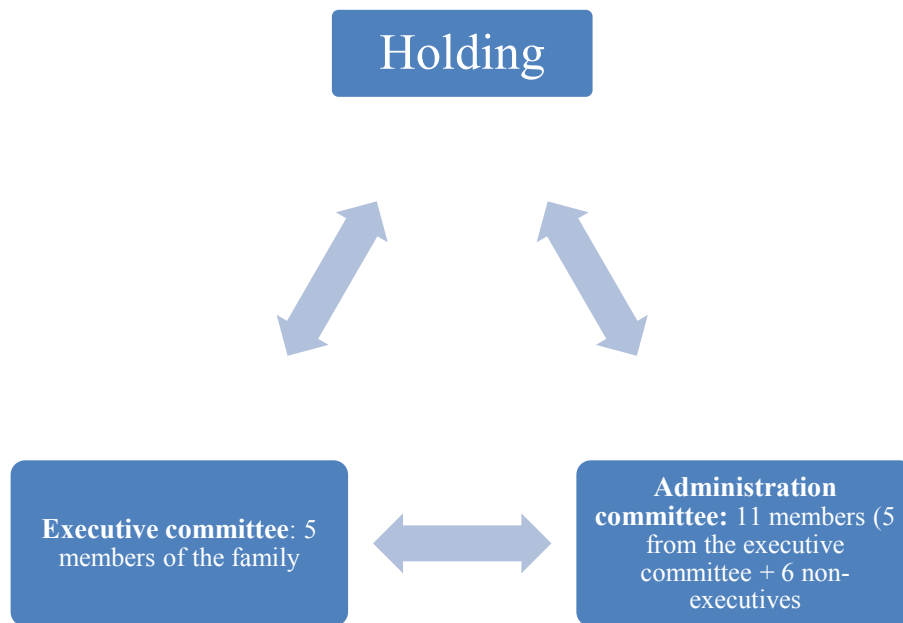 Holding
Executive committee: 5
members of the family
Administration
committee: 11 members (5
from the executive
committee + 6 non-
executives